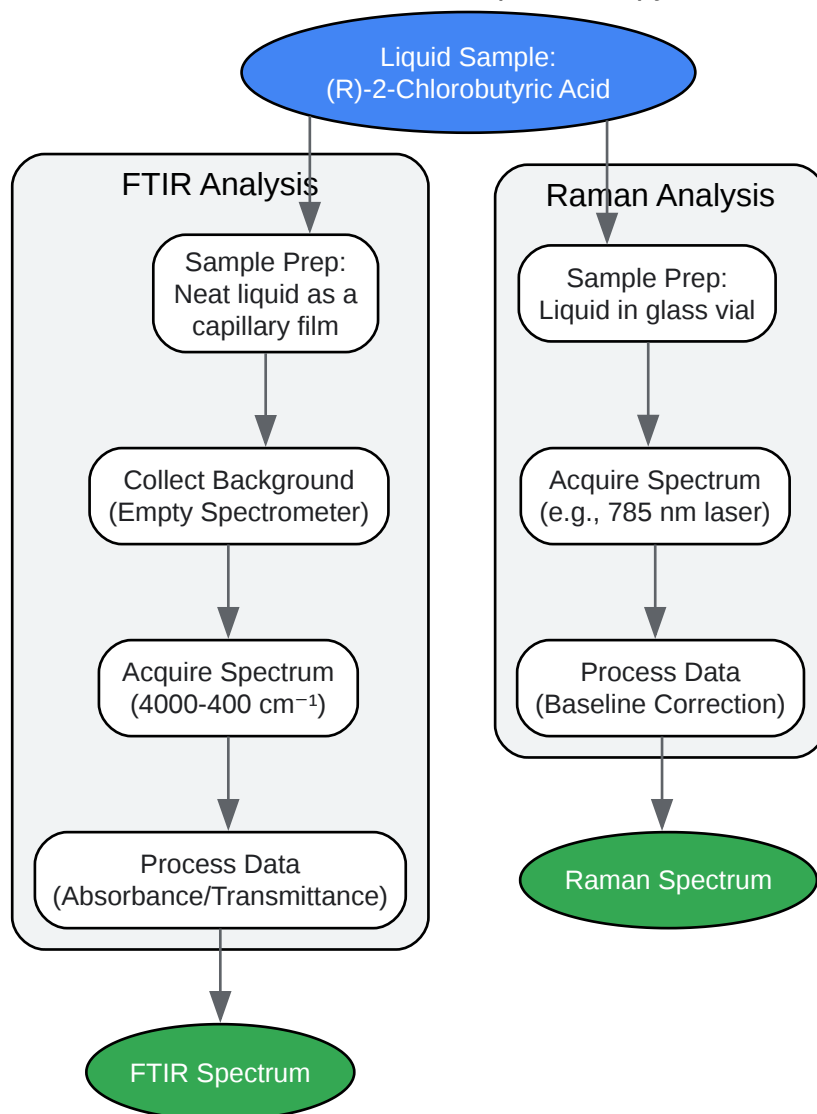 Liquid Sample:
(R)-2-Chlorobutyric Acid
FTIR Analysis
Sample Prep:
Neat liquid as a
capillary film
Collect Background
(Empty Spectrometer)
Acquire Spectrum
(4000-400 cm⁻¹)
Process Data
(Absorbance/Transmittance)
FTIR Spectrum
Raman Analysis
Sample Prep:
Liquid in glass vial
Acquire Spectrum
(e.g., 785 nm laser)
Process Data
(Baseline Correction)
Raman Spectrum